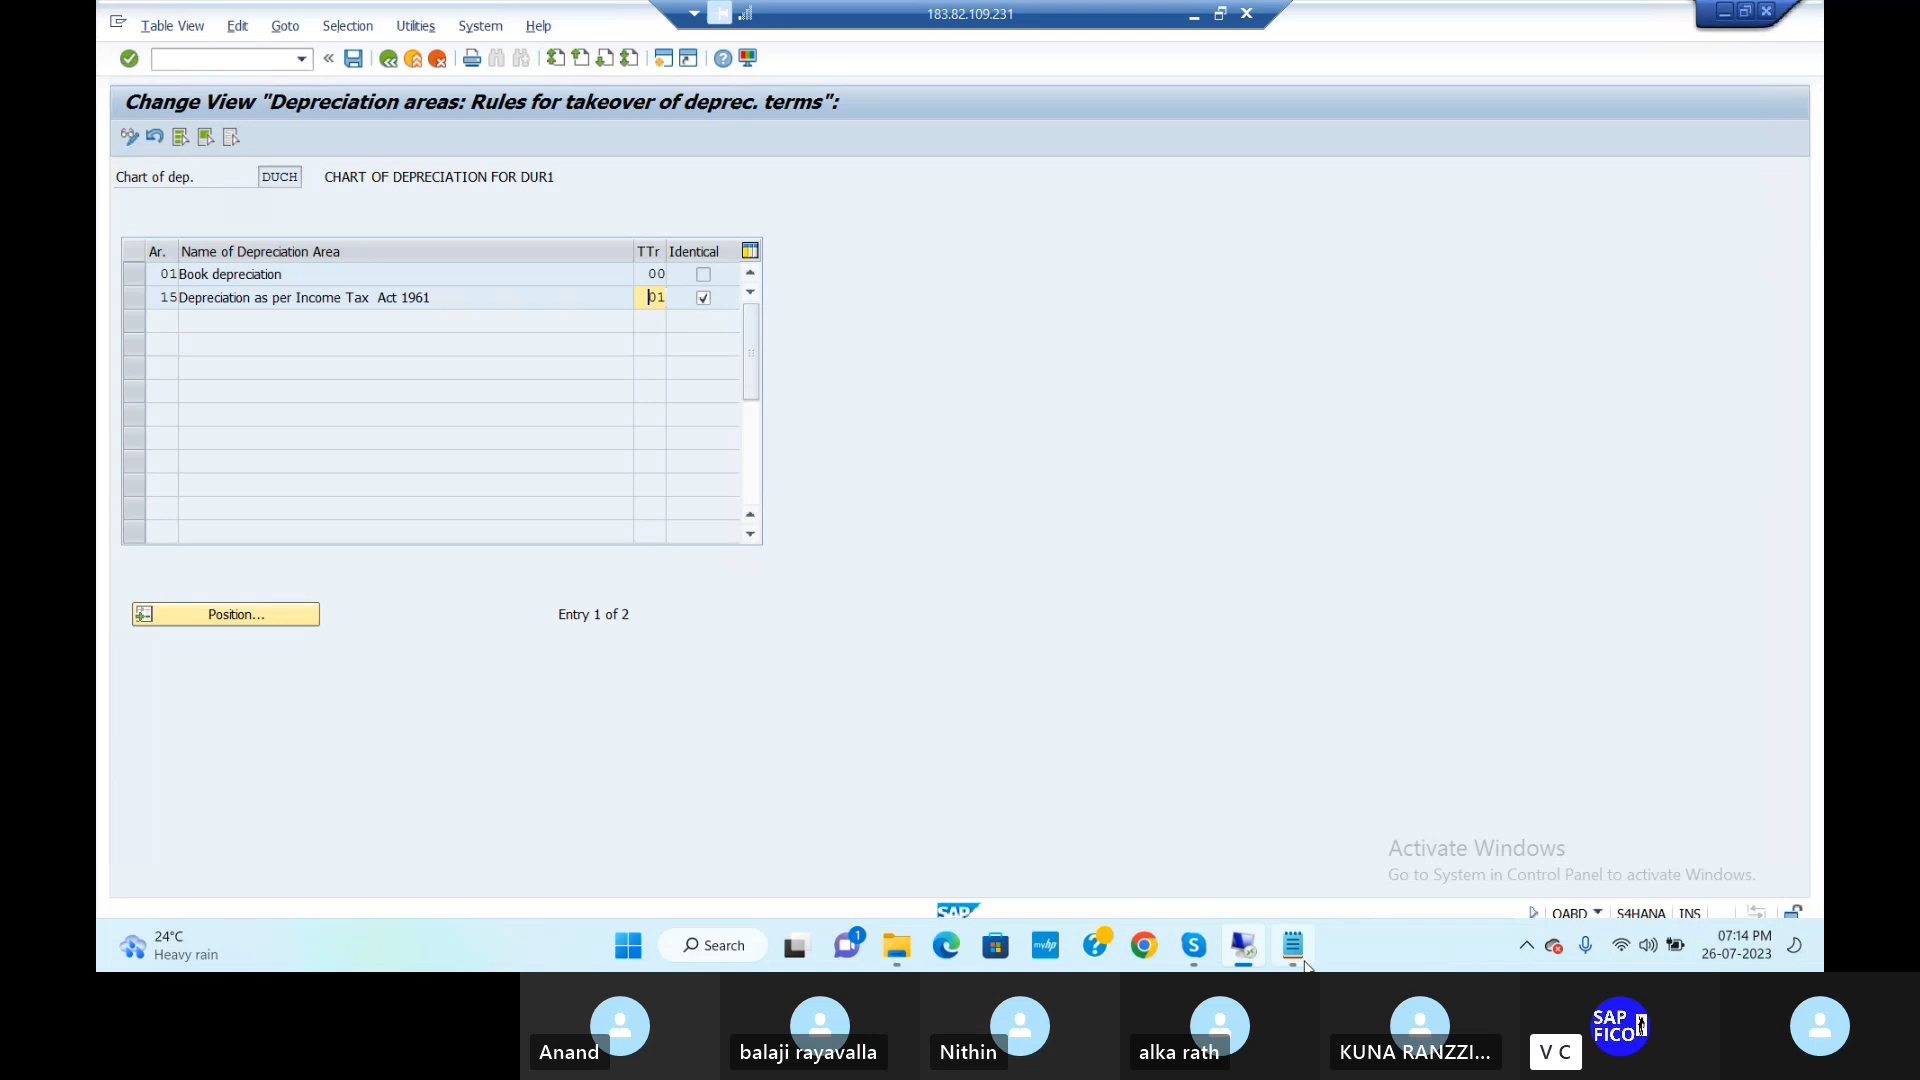 183.82.109.231
Table View Edit Goto Selection Utilities System Help
Change View "Depreciation areas: Rules for takeover of deprec. terms":
Chart of dep. DUCH CHART OF DEPRECIATION FOR DUR1
Ar. Name of Depreciation Area TTr Identical
01 Book depreciation 00
15 Depreciation as per Income Tax Act 1961 01
Position... Entry 1 of 2
Activate Windows
Go to System in Control Panel to activate Windows.
SAP
OABD S4HANA INS
24°C
Heavy rain
Search
1
myhp
07:14 PM
26-07-2023
SAP
FICO
Anand balaji rayavalla Nithin alka rath KUNA RANZZI... V C